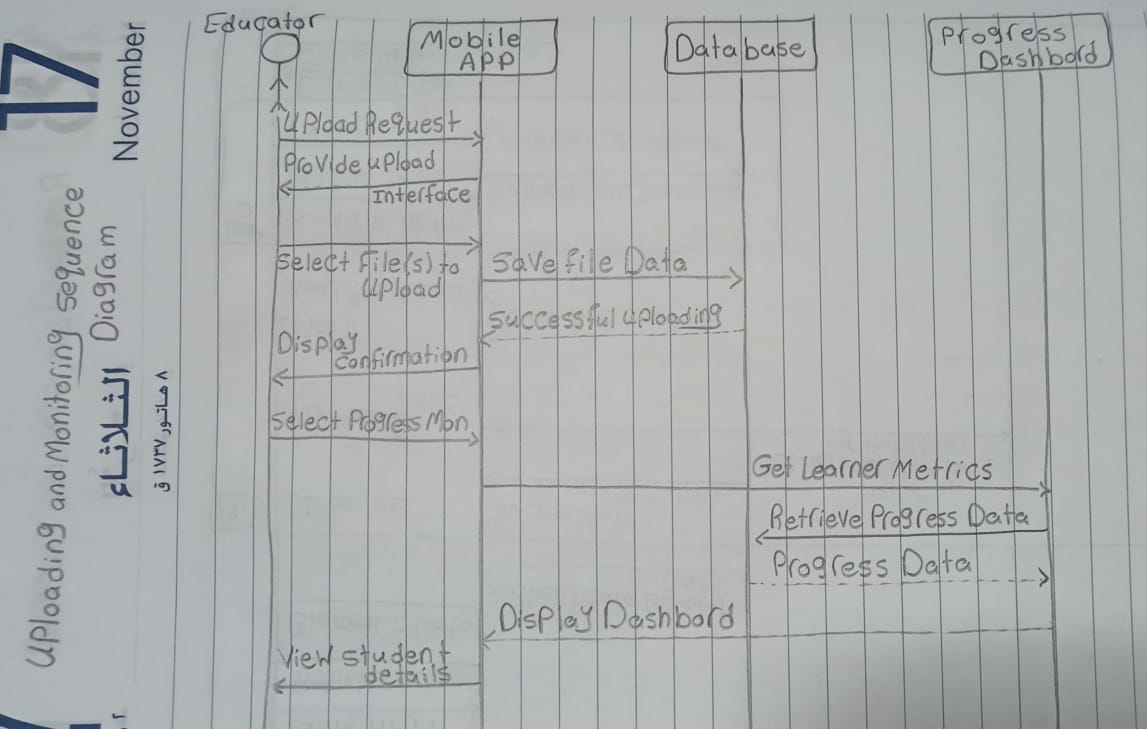 17
November
الثلاثاء
٨ هاتور ١٧٣٧ ق
Uploading and Monitoring Sequence
Diagram
Educator
Mobile
APP
Database
Progress
Dashbord
Upload Request
Provide upload
Interface
Select File(s) to
Upload
Save file Data
Successful uploading
Display
Confirmation
Select Progress Mon
Get Learner Metrics
Retrieve Progress Data
Progress Data
Display Dashbord
View student
details